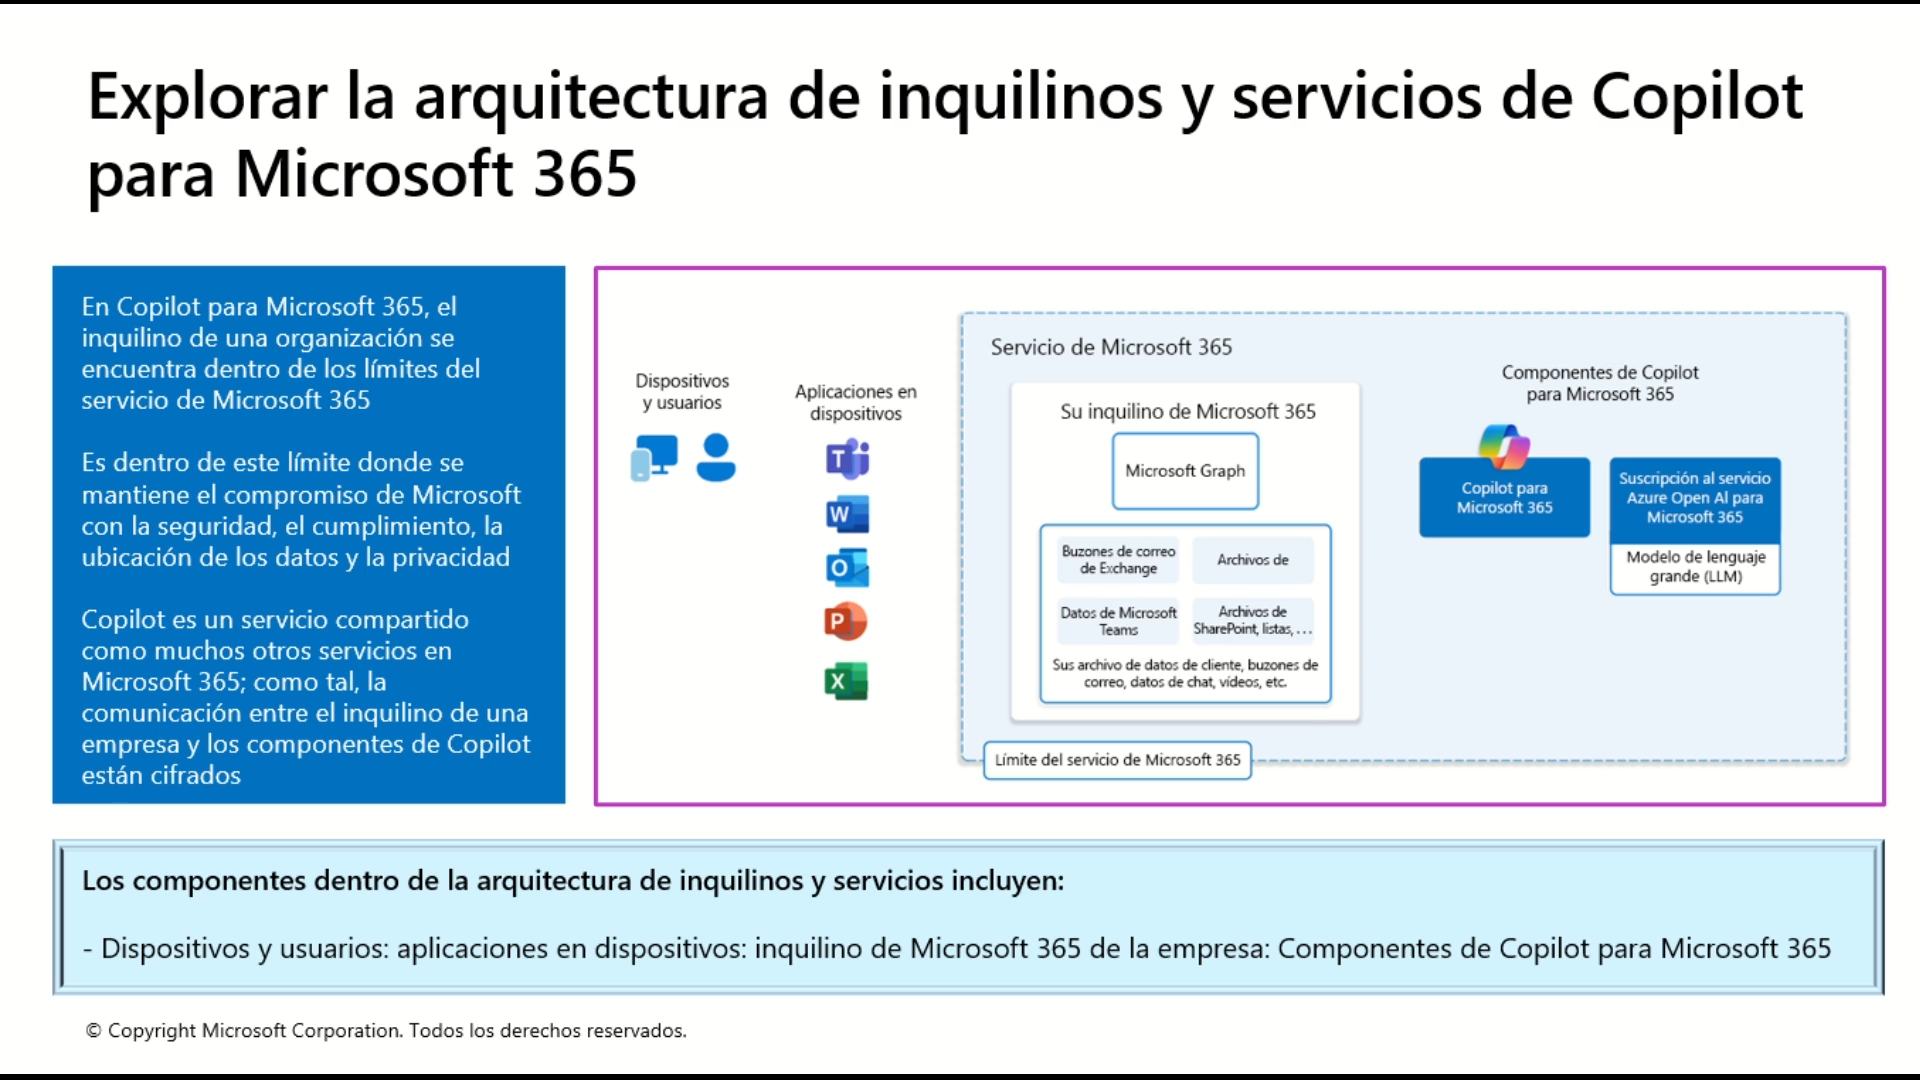 Explorar la arquitectura de inquilinos y servicios de Copilot
para Microsoft 365
En Copilot para Microsoft 365, el
inquilino de una organización se
encuentra dentro de los límites del
servicio de Microsoft 365
Es dentro de este límite donde se
mantiene el compromiso de Microsoft
con la seguridad, el cumplimiento, la
ubicación de los datos y la privacidad
Copilot es un servicio compartido
como muchos otros servicios en
Microsoft 365; como tal, la
comunicación entre el inquilino de una
empresa y los componentes de Copilot
están cifrados
Dispositivos
y usuarios
Aplicaciones en
dispositivos
T
W
O
P
X
Servicio de Microsoft 365
Su inquilino de Microsoft 365
Microsoft Graph
Buzones de correo
de Exchange
Archivos de
Datos de Microsoft
Teams
Archivos de
SharePoint, listas, ...
Sus archivo de datos de cliente, buzones de
correo, datos de chat, vídeos, etc.
Límite del servicio de Microsoft 365
Componentes de Copilot
para Microsoft 365
Copilot para
Microsoft 365
Suscripción al servicio
Azure Open AI para
Microsoft 365
Modelo de lenguaje
grande (LLM)
Los componentes dentro de la arquitectura de inquilinos y servicios incluyen:
- Dispositivos y usuarios: aplicaciones en dispositivos: inquilino de Microsoft 365 de la empresa: Componentes de Copilot para Microsoft 365
© Copyright Microsoft Corporation. Todos los derechos reservados.